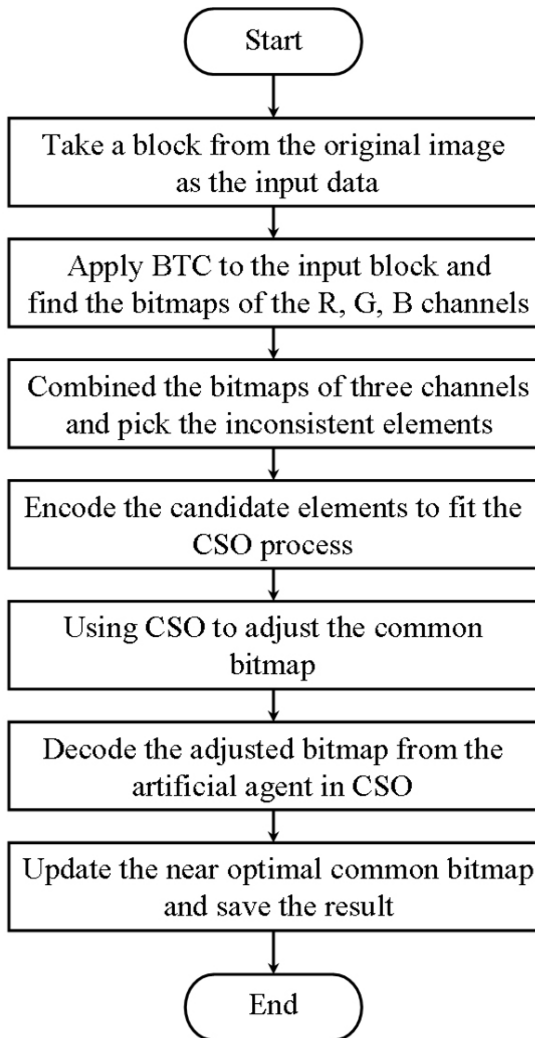 Start
Take a block from the original image
as the input data
Apply BTC to the input block and
find the bitmaps of the R, G, B channels
Combined the bitmaps of three channels
and pick the inconsistent elements
Encode the candidate elements to fit the
CSO process
Using CSO to adjust the common
bitmap
Decode the adjusted bitmap from the
artificial agent in CSO
Update the near optimal common bitmap
and save the result
End